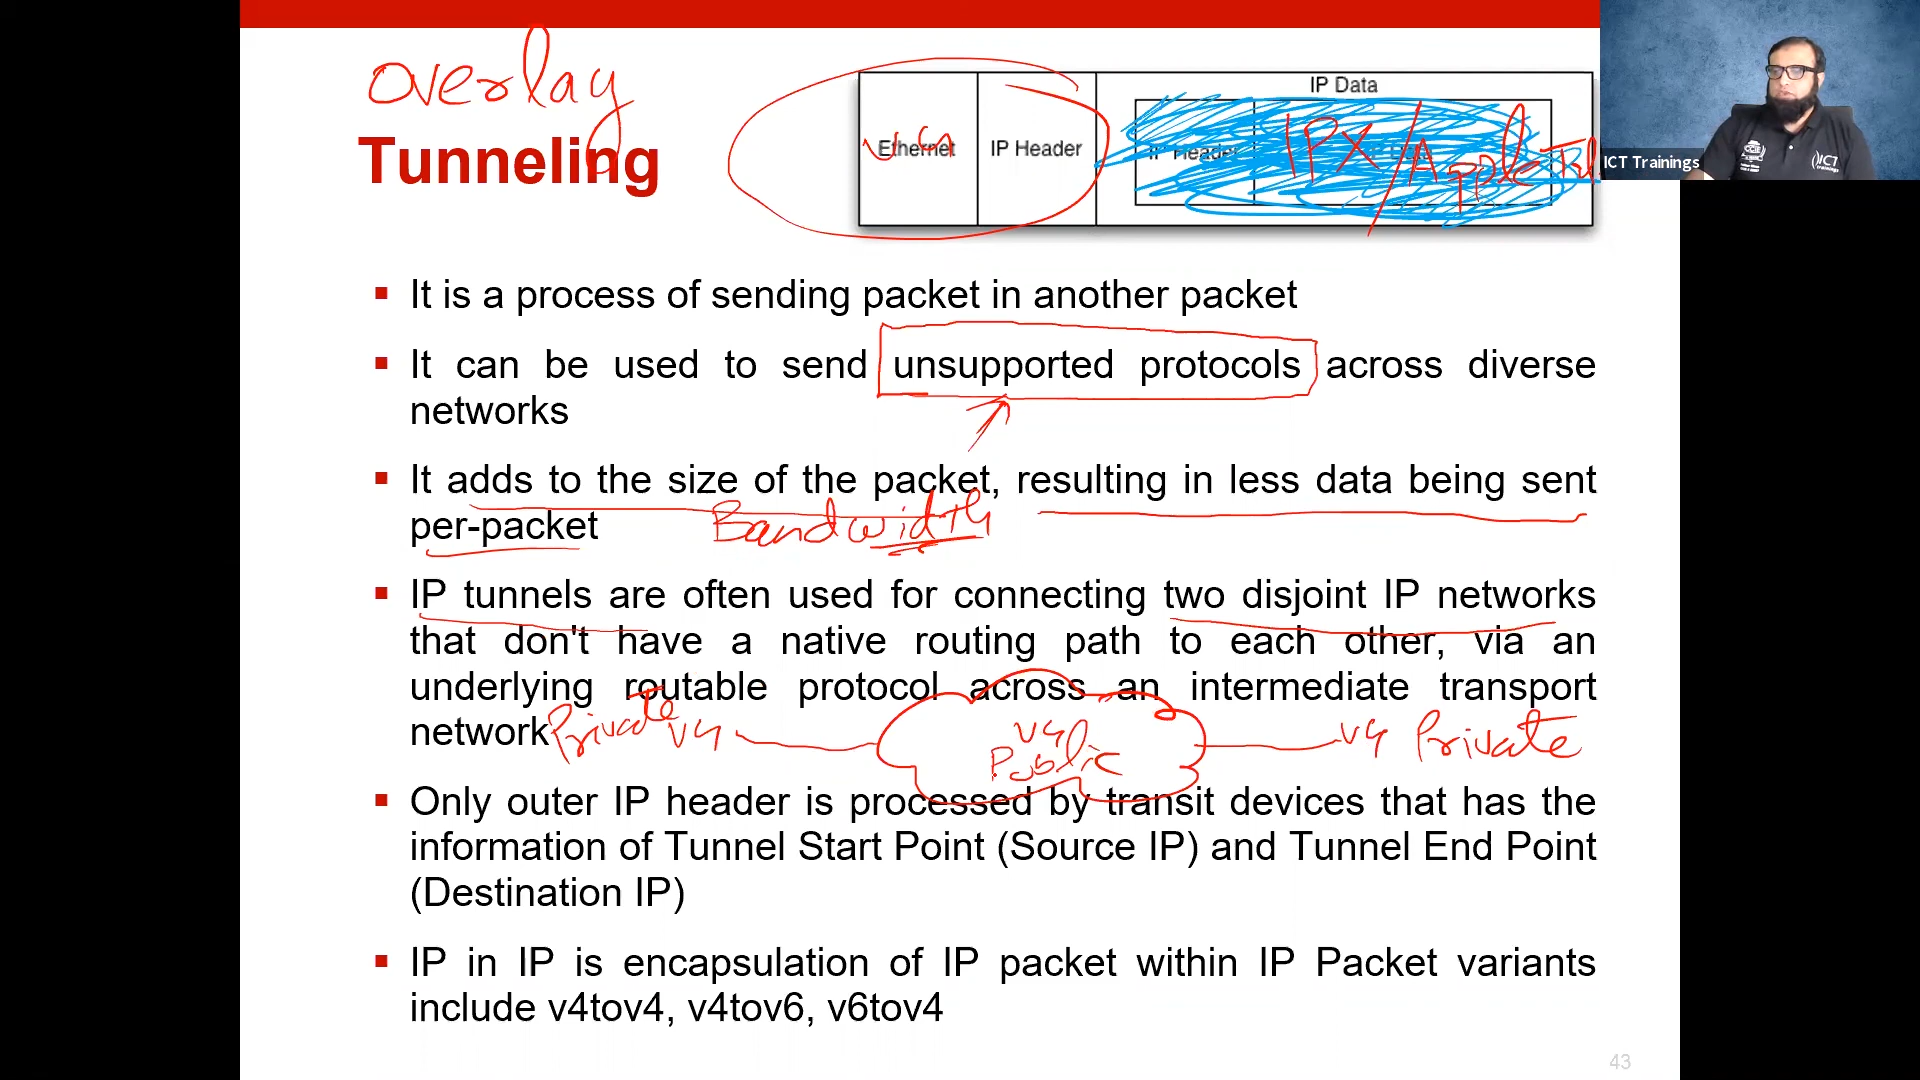 overlay
Tunneling
IP Data
Ethernet
v4
IP Header
IP Header
IPX/Apple
ICT Trainings
It is a process of sending packet in another packet
It can be used to send unsupported protocols across diverse
networks
It adds to the size of the packet, resulting in less data being sent
per-packet
Bandwidth
IP tunnels are often used for connecting two disjoint IP networks
that don't have a native routing path to each other, via an
underlying routable protocol across an intermediate transport
network
Private v4
v4
Public
v4 Private
Only outer IP header is processed by transit devices that has the
information of Tunnel Start Point (Source IP) and Tunnel End Point
(Destination IP)
IP in IP is encapsulation of IP packet within IP Packet variants
include v4tov4, v4tov6, v6tov4
43